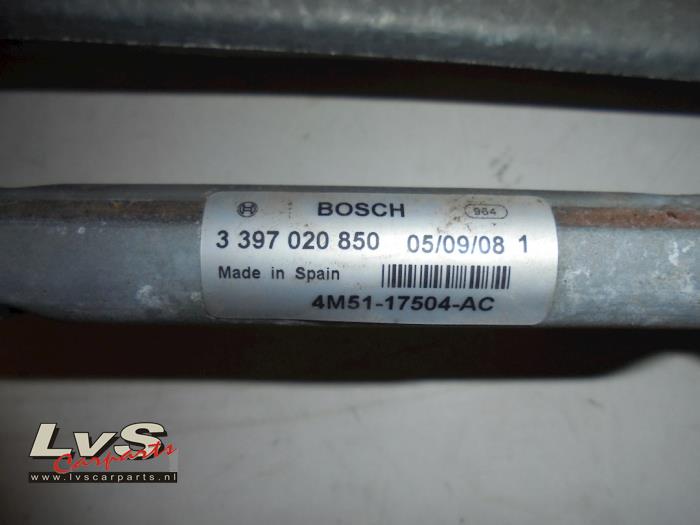 BOSCH 964
3 397 020 850 05/09/08 1
Made in Spain
4M51-17504-AC
LvS
Carparts
www.lvscarparts.nl